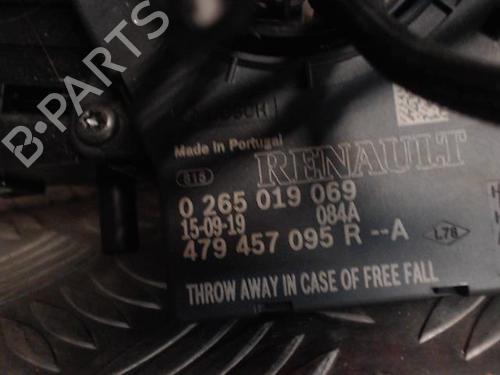 B-PARTS
BOSCH
Made in Portugal
RENAULT
816
0 265 019 069
15-09-19 084A
479 457 095 R --A
L78
THROW AWAY IN CASE OF FREE FALL